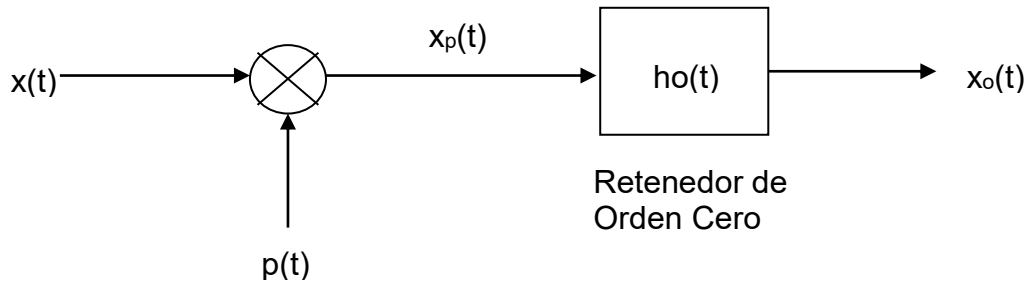 x(t)
xp(t)
ho(t)
xo(t)
Retenedor de
Orden Cero
p(t)